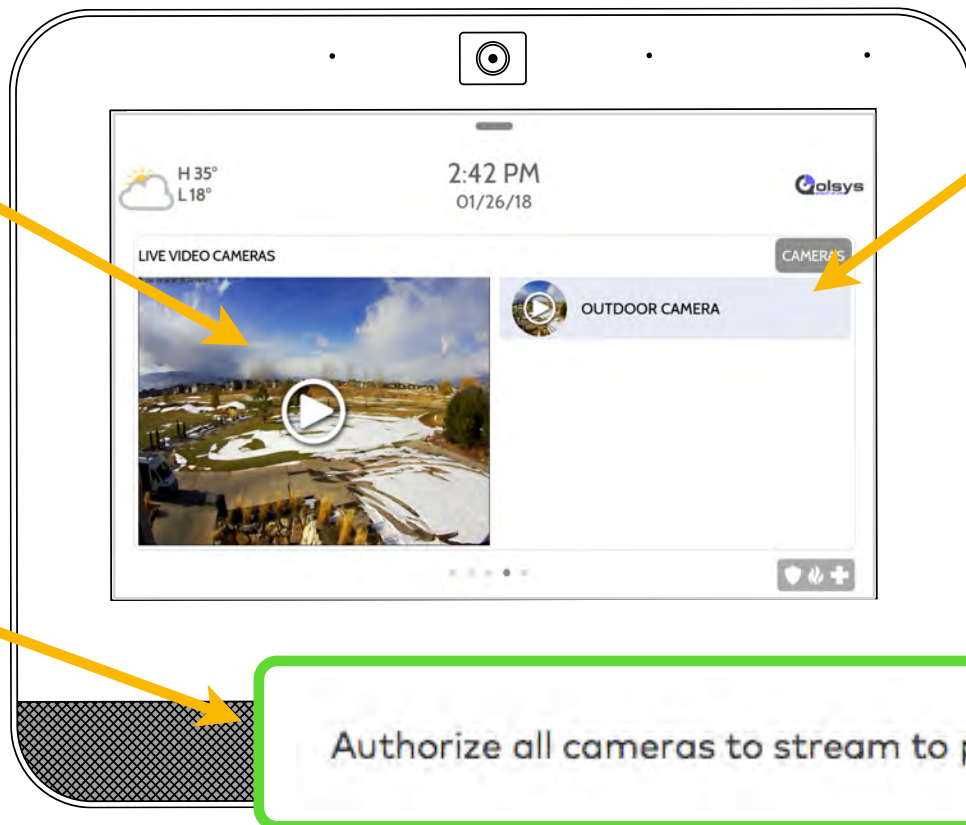 H 35°
L 18°
2:42 PM
01/26/18
Qolsys
LIVE VIDEO CAMERAS
CAMERAS
OUTDOOR CAMERA
Authorize all cameras to stream to p